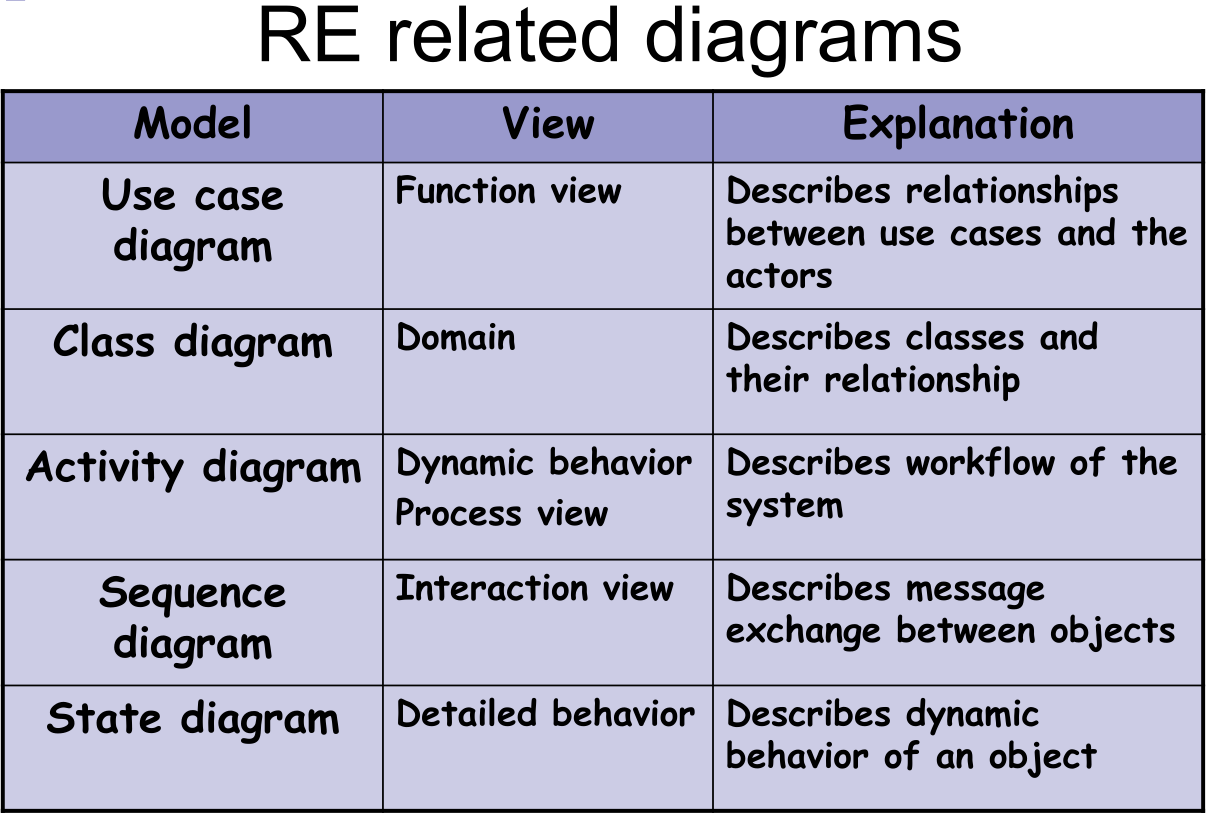 RE related diagrams
Model View Explanation
Use case Function view Describes relationships
diagram between use cases and the
actors
Class diagram Domain Describes classes and
their relationship
Activity diagram Dynamic behavior Describes workflow of the
Process view system
Sequence Interaction view Describes message
diagram exchange between objects
State diagram Detailed behavior Describes dynamic
behavior of an object